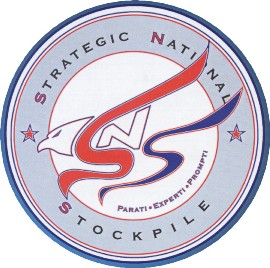 STRATEGIC NATIONAL
SNS
PARATI • EXPERTI • PROMPTI
STOCKPILE